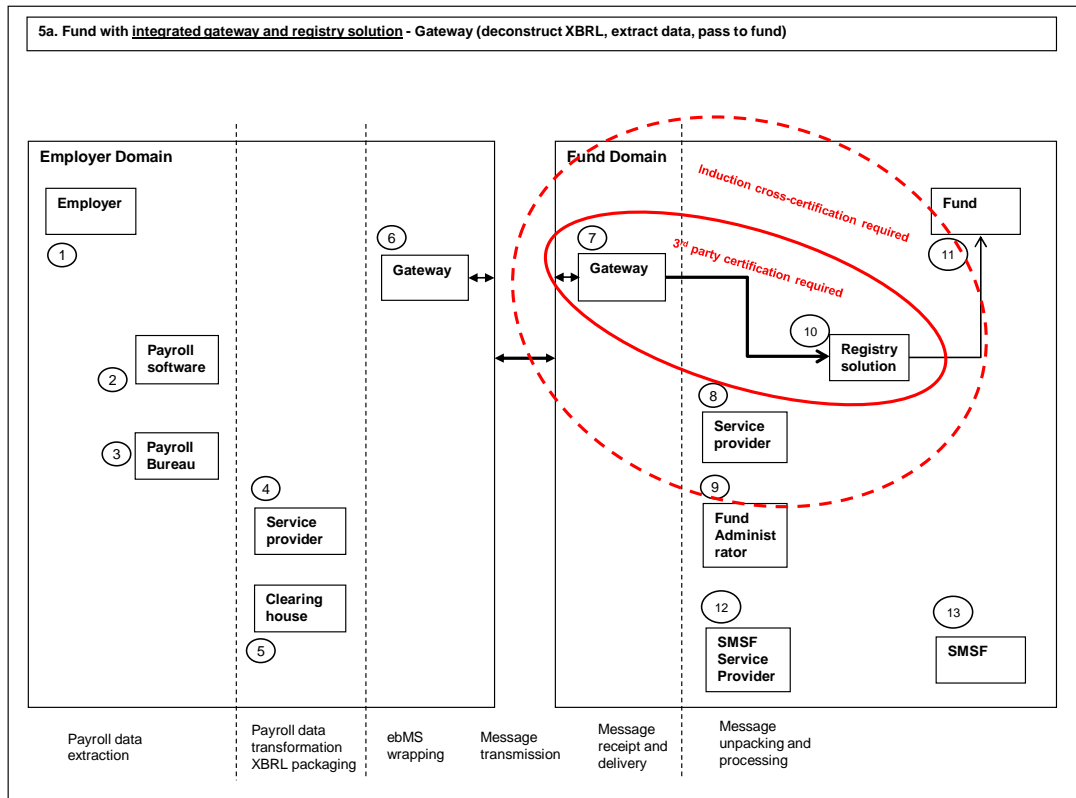 5a. Fund with integrated gateway and registry solution - Gateway (deconstruct XBRL, extract data, pass to fund)
Employer Domain
Employer
1
2
Payroll
software
3
Payroll
Bureau
4
Service
provider
Clearing
house
5
6
Gateway
Fund Domain
Induction cross-certification required
3rd party certification required
7
Gateway
Fund
11
10
Registry
solution
8
Service
provider
9
Fund
Administ
rator
12
SMSF
Service
Provider
13
SMSF
Payroll data
extraction
Payroll data
transformation
XBRL packaging
ebMS
wrapping
Message
transmission
Message
receipt and
delivery
Message
unpacking and
processing